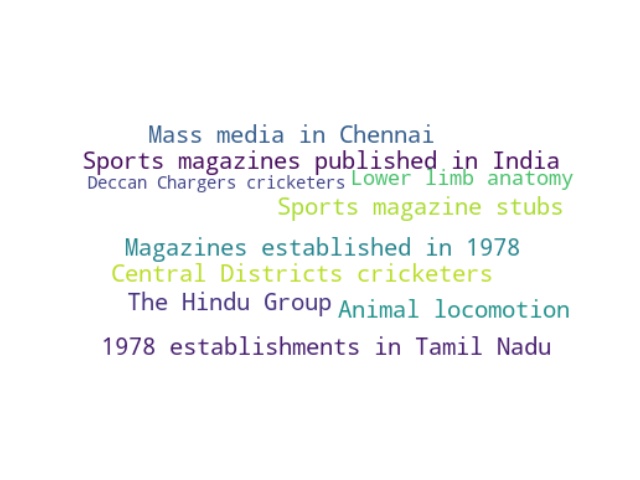 Mass media in Chennai
Sports magazines published in India
Deccan Chargers cricketers
Lower limb anatomy
Sports magazine stubs
Magazines established in 1978
Central Districts cricketers
The Hindu Group
Animal locomotion
1978 establishments in Tamil Nadu